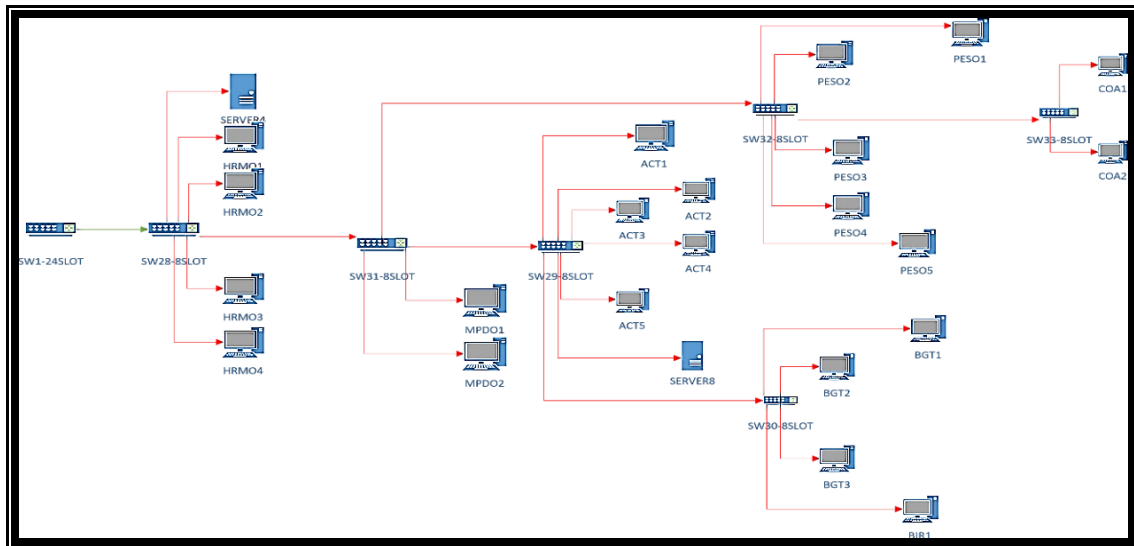 PESO1
PESO2
COA1
SERVER4
SW32-8SLOT
SW33-8SLOT
HRMO1
ACT1
COA2
PESO3
HRMO2
ACT2
ACT3
PESO4
SW1-24SLOT
SW28-8SLOT
SW31-8SLOT
SW29-8SLOT
ACT4
PESO5
HRMO3
MPDO1
ACT5
BGT1
HRMO4
MPDO2
SERVER8
BGT2
SW30-8SLOT
BGT3
BIR1